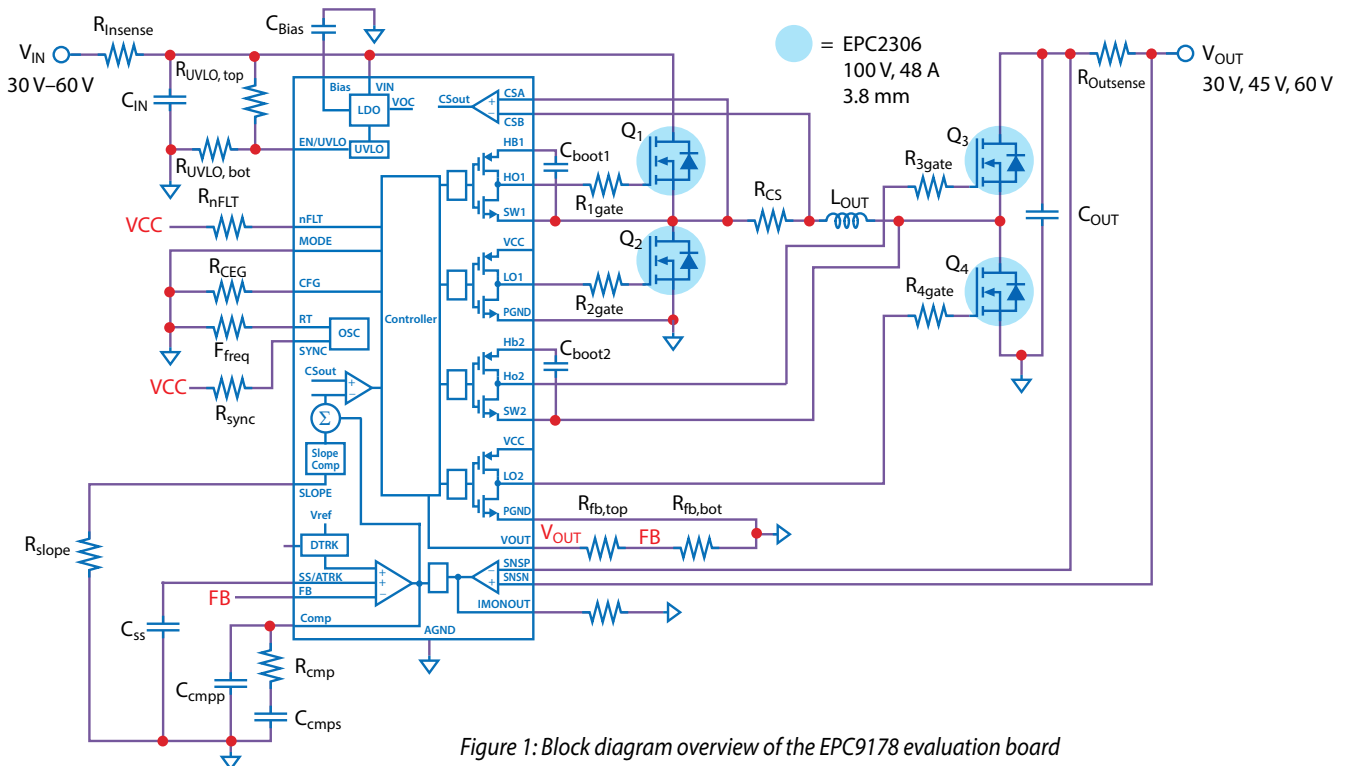 R_Insense
C_Bias
V_IN
30 V–60 V
C_IN
R_UVLO, top
R_UVLO, bot
Bias
VIN
LDO
VOC
EN/UVLO
UVLO
CSout
CSA
CSB
HB1
HO1
SW1
C_boot1
R_1gate
Q_1
= EPC2306
100 V, 48 A
3.8 mm
V_OUT
30 V, 45 V, 60 V
R_Outsense
Q_3
R_3gate
R_CS
L_OUT
C_OUT
VCC
R_nFLT
nFLT
MODE
R_CEG
CFG
Controller
VCC
LO1
PGND
R_2gate
Q_2
Q_4
R_4gate
F_freq
RT
OSC
SYNC
VCC
R_sync
CSout
Σ
Slope
Comp
SLOPE
Hb2
Ho2
SW2
C_boot2
VCC
LO2
PGND
R_fb,top
R_fb,bot
VOUT
V_OUT
FB
R_slope
Vref
DTRK
SS/ATRK
FB
FB
Comp
SNSP
SNSN
IMONOUT
AGND
C_ss
C_cmpp
R_cmp
C_cmps
Figure 1: Block diagram overview of the EPC9178 evaluation board